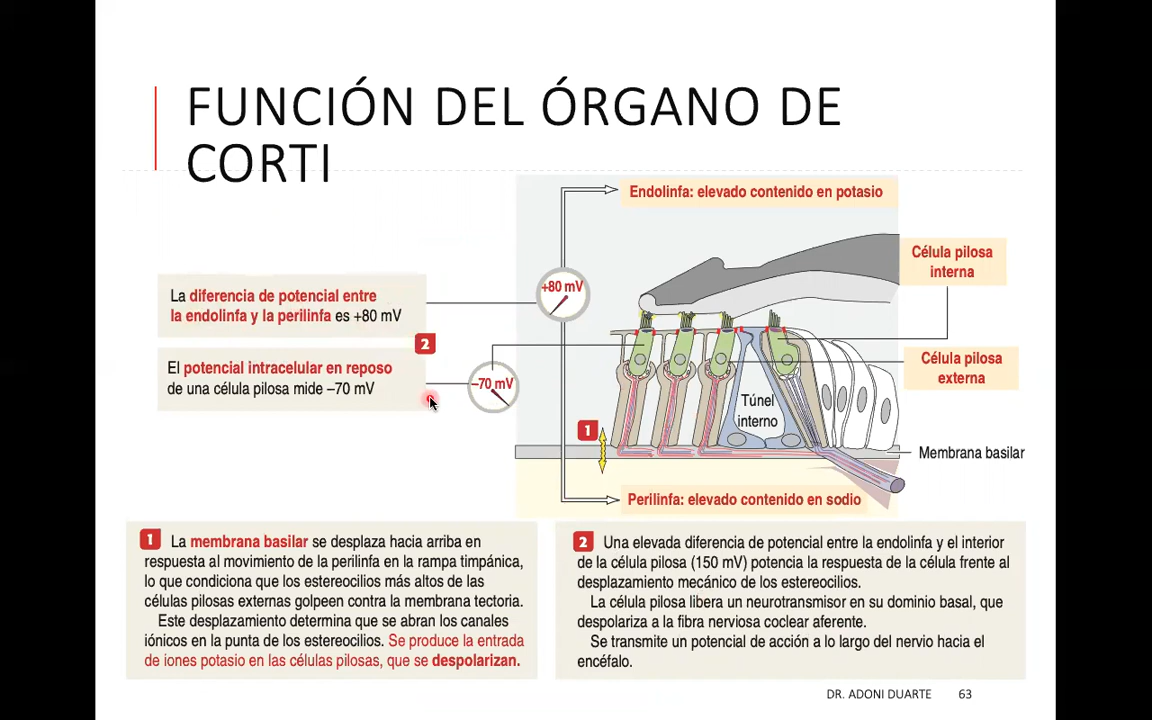 FUNCIÓN DEL ÓRGANO DE
CORTI
Endolinfa: elevado contenido en potasio
Célula pilosa
interna
+80 mV
La diferencia de potencial entre
la endolinfa y la perilinfa es +80 mV
2
El potencial intracelular en reposo
de una célula pilosa mide –70 mV
–70 mV
Célula pilosa
externa
Túnel
interno
1
Membrana basilar
Perilinfa: elevado contenido en sodio
1 La membrana basilar se desplaza hacia arriba en
respuesta al movimiento de la perilinfa en la rampa timpánica,
lo que condiciona que los estereocilios más altos de las
células pilosas externas golpeen contra la membrana tectoria.
Este desplazamiento determina que se abran los canales
iónicos en la punta de los estereocilios. Se produce la entrada
de iones potasio en las células pilosas, que se despolarizan.
2 Una elevada diferencia de potencial entre la endolinfa y el interior
de la célula pilosa (150 mV) potencia la respuesta de la célula frente al
desplazamiento mecánico de los estereocilios.
La célula pilosa libera un neurotransmisor en su dominio basal, que
despolariza a la fibra nerviosa coclear aferente.
Se transmite un potencial de acción a lo largo del nervio hacia el
encéfalo.
DR. ADONI DUARTE 63